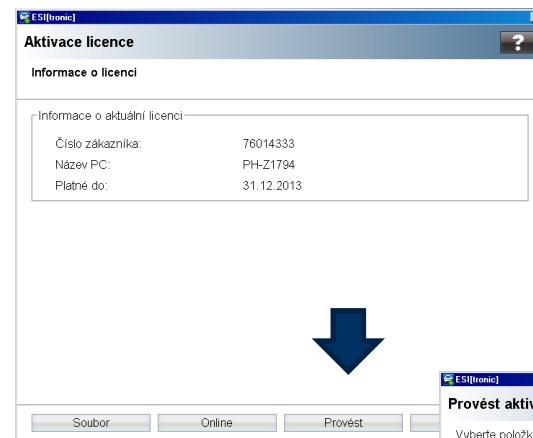 ESI[tronic]
Aktivace licence
?
Informace o licenci
Informace o aktuální licenci
Číslo zákazníka: 76014333
Název PC: PH-Z1794
Platné do: 31.12.2013
Soubor Online Provést
ESI[tronic]
Provést aktiv
Vyberte položk